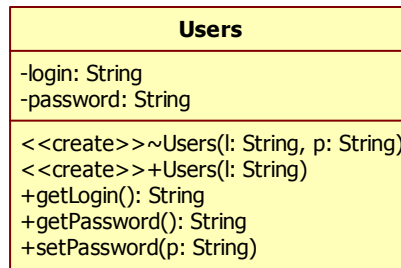 Users
-login: String
-password: String
<<create>>~Users(l: String, p: String)
<<create>>+Users(l: String)
+getLogin(): String
+getPassword(): String
+setPassword(p: String)